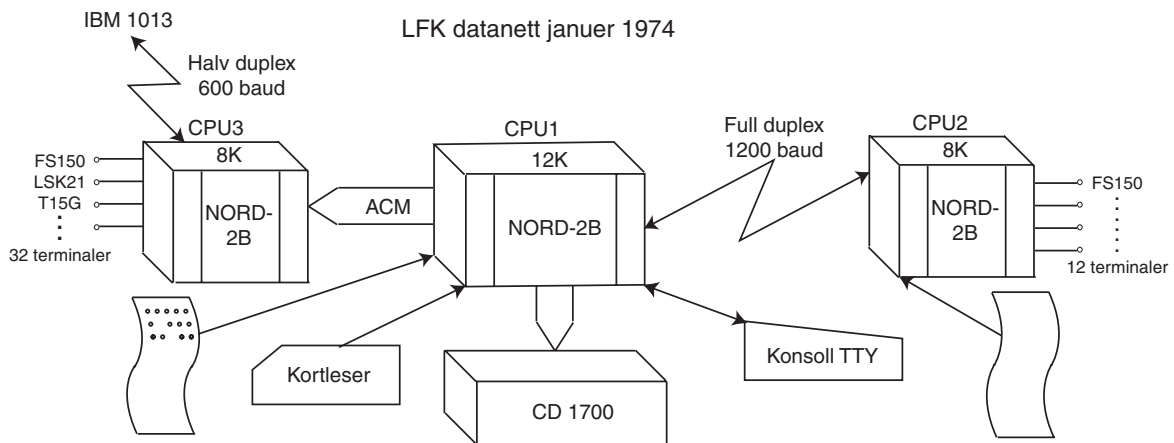 IBM 1013
LFK datanett januer 1974
Halv duplex
600 baud
CPU3
CPU1
Full duplex
1200 baud
CPU2
8K
12K
8K
FS150
LSK21
T15G
32 terminaler
NORD-
2B
ACM
NORD-2B
NORD-
2B
FS150
12 terminaler
Kortleser
Konsoll TTY
CD 1700